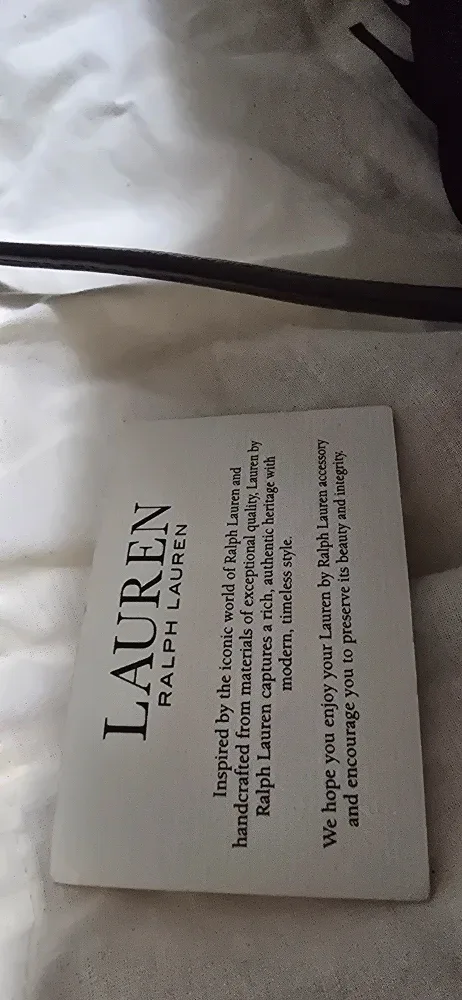 LAUREN
RALPH LAUREN
Inspired by the iconic world of Ralph Lauren and
handcrafted from materials of exceptional quality, Lauren by
Ralph Lauren captures a rich, authentic heritage with
modern, timeless style.
We hope you enjoy your Lauren by Ralph Lauren accessory
and encourage you to preserve its beauty and integrity.